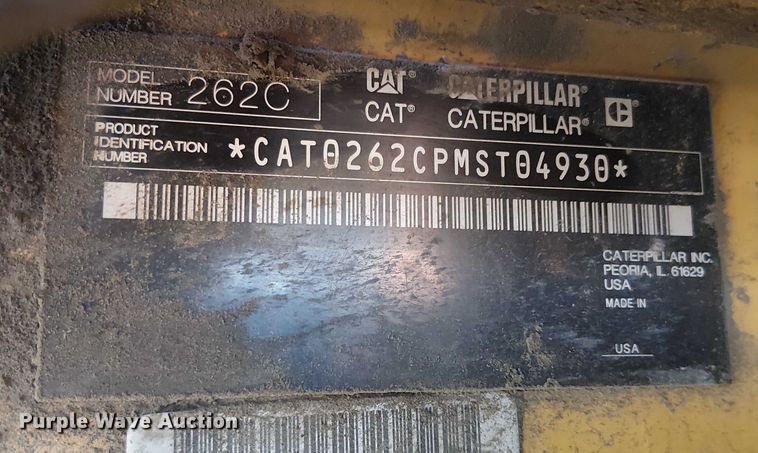 MODEL
NUMBER 262C
CAT CATERPILLAR
CAT® CATERPILLAR®
PRODUCT
IDENTIFICATION
NUMBER
*CAT0262CPMST04930*
CATERPILLAR INC.
PEORIA, IL 61629
USA
MADE IN
USA
Purple Wave Auction